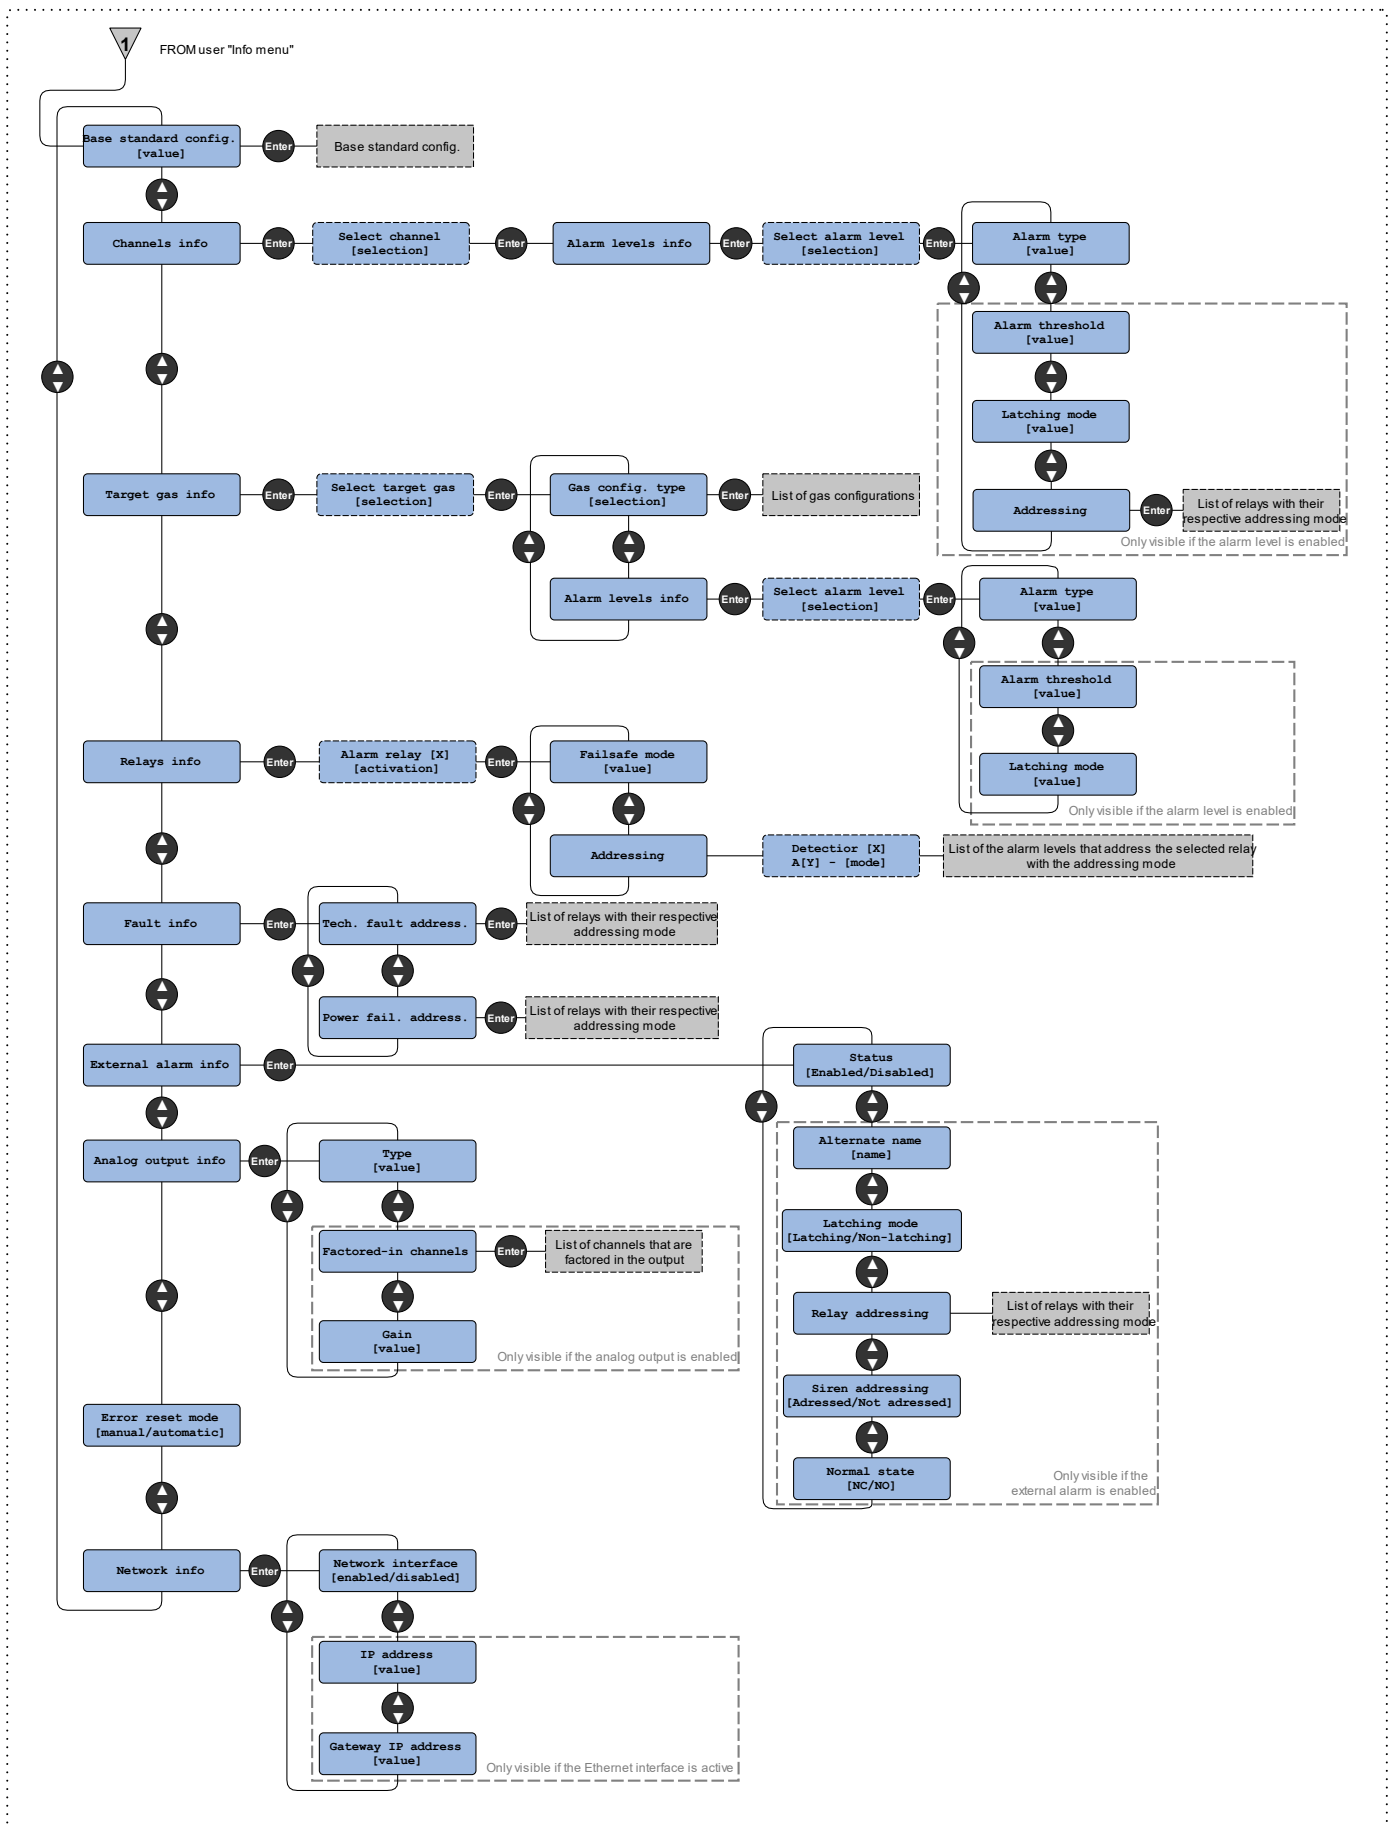 1
FROM user "Info menu"
Base standard config.
[value]
Enter
Base standard config.
Channels info
Enter
Select channel
[selection]
Enter
Alarm levels info
Enter
Select alarm level
[selection]
Enter
Alarm type
[value]
Alarm threshold
[value]
Latching mode
[value]
Addressing
Enter
List of relays with their
respective addressing mode
Only visible if the alarm level is enabled
Target gas info
Enter
Select target gas
[selection]
Enter
Gas config. type
[selection]
Enter
List of gas configurations
Alarm levels info
Enter
Select alarm level
[selection]
Enter
Alarm type
[value]
Alarm threshold
[value]
Latching mode
[value]
Only visible if the alarm level is enabled
Relays info
Enter
Alarm relay [X]
[activation]
Enter
Failsafe mode
[value]
Addressing
Detectior [X]
A[Y] - [mode]
List of the alarm levels that address the selected relay
with the addressing mode
Fault info
Enter
Tech. fault address.
Enter
List of relays with their respective
addressing mode
Power fail. address.
Enter
List of relays with their respective
addressing mode
External alarm info
Enter
Status
[Enabled/Disabled]
Alternate name
[name]
Latching mode
[Latching/Non-latching]
Relay addressing
List of relays with their
respective addressing mode
Siren addressing
[Adressed/Not adressed]
Normal state
[NC/NO]
Only visible if the
external alarm is enabled
Analog output info
Enter
Type
[value]
Factored-in channels
Enter
List of channels that are
factored in the output
Gain
[value]
Only visible if the analog output is enabled
Error reset mode
[manual/automatic]
Network info
Enter
Network interface
[enabled/disabled]
IP address
[value]
Gateway IP address
[value]
Only visible if the Ethernet interface is active